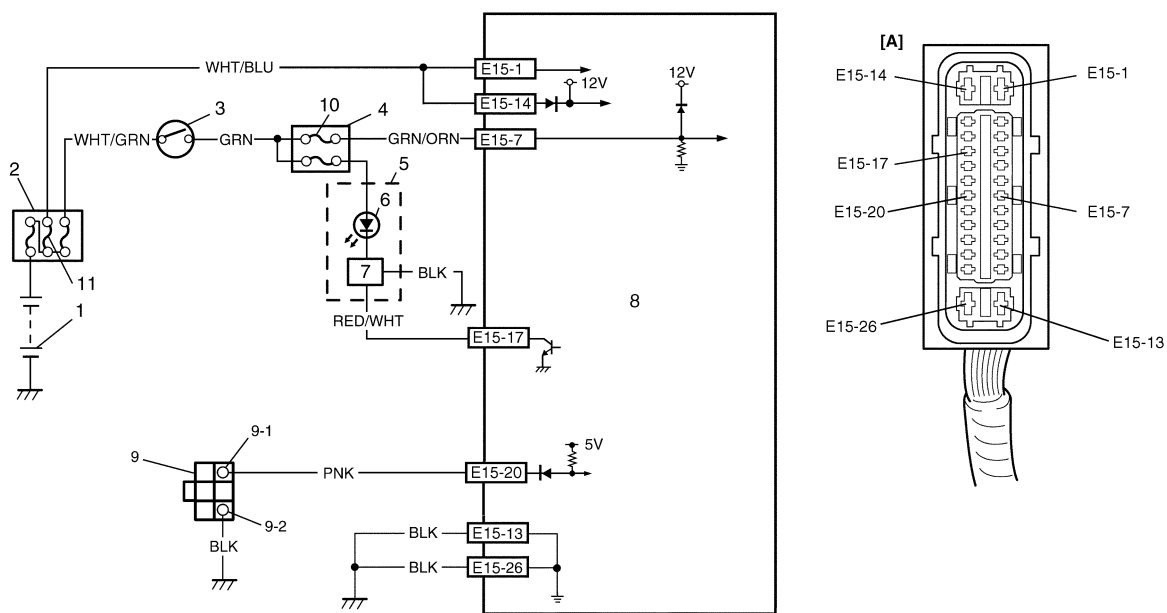 [A]
WHT/BLU
E15-1
12V
12V
E15-14
E15-14
E15-1
3
10
4
WHT/GRN
GRN
GRN/ORN
E15-7
E15-17
2
5
6
E15-20
E15-7
7
BLK
11
8
1
RED/WHT
E15-17
E15-26
E15-13
9-1
5V
9
PNK
E15-20
9-2
BLK
E15-13
BLK
BLK
E15-26